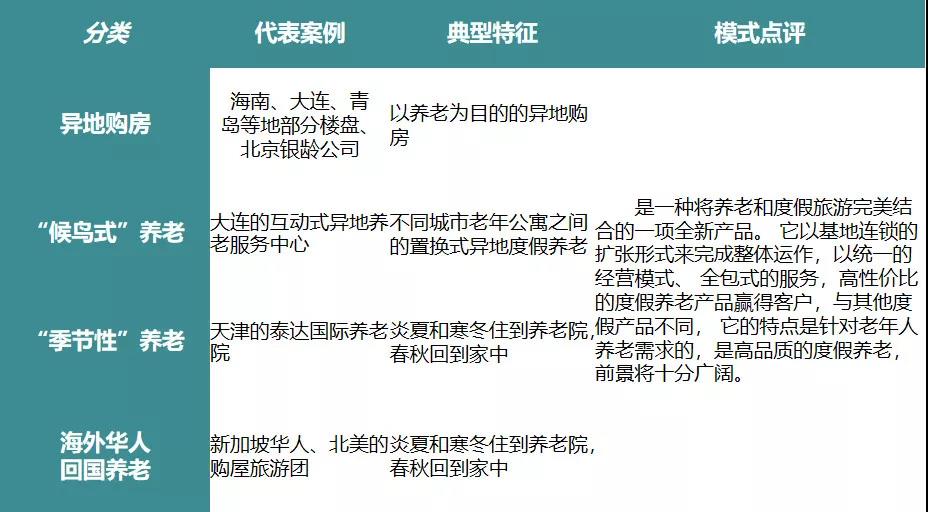 分类
代表案例
典型特征
模式点评
异地购房
海南、大连、青
岛等地部分楼盘、
北京银龄公司
以养老为目的的异地购
房
“候鸟式”养老
大连的互动式异地养
老服务中心
不同城市老年公寓之间
的置换式异地度假养老
“季节性”养老
天津的泰达国际养老
院
炎夏和寒冬住到养老院，
春秋回到家中
海外华人
回国养老
新加坡华人、北美的
购屋旅游团
炎夏和寒冬住到养老院，
春秋回到家中
是一种将养老和度假旅游完美结
合的一项全新产品。 它以基地连锁的
扩张形式来完成整体运作，以统一的
经营模式、 全包式的服务，高性价比
的度假养老产品赢得客户，与其他度
假产品不同， 它的特点是针对老年人
养老需求的，是高品质的度假养老，
前景将十分广阔。